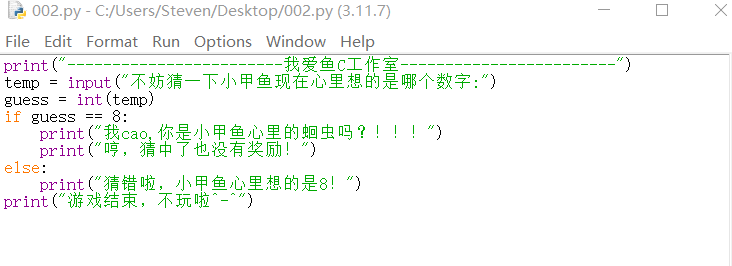 002.py - C:/Users/Steven/Desktop/002.py (3.11.7)
File Edit Format Run Options Window Help
print("------------------------我爱鱼C工作室------------------------")
temp = input("不妨猜一下小甲鱼现在心里想的是哪个数字:")
guess = int(temp)
if guess == 8:
    print("我cao,你是小甲鱼心里的蛔虫吗？！！！")
    print("哼，猜中了也没有奖励！")
else:
    print("猜错啦，小甲鱼心里想的是8！")
print("游戏结束，不玩啦^-^")